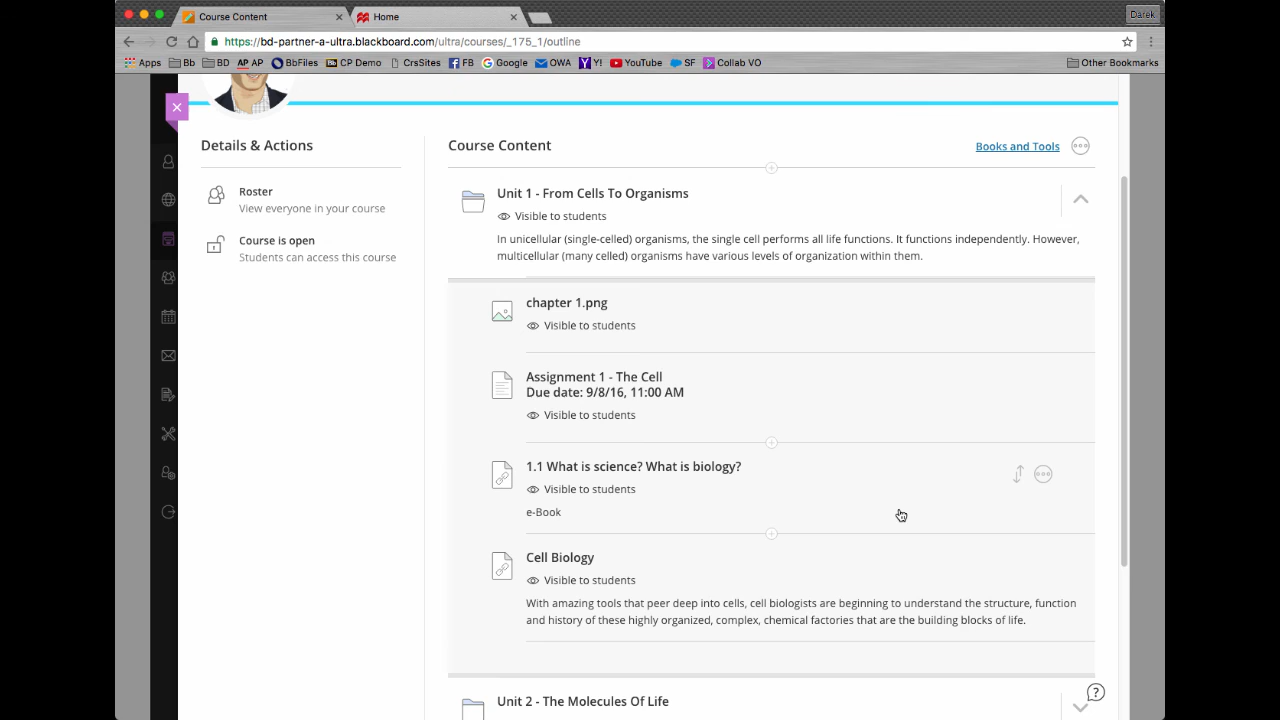 Course Content
Home
Darek
https://bd-partner-a-ultra.blackboard.com/ultra/courses/_175_1/outline
Apps Bb BD AP AP BbFiles CP Demo CrsSites FB Google OWA Y! YouTube SF Collab VO Other Bookmarks
Details & Actions
Roster
View everyone in your course
Course is open
Students can access this course
Course Content
Books and Tools
Unit 1 - From Cells To Organisms
Visible to students
In unicellular (single-celled) organisms, the single cell performs all life functions. It functions independently. However,
multicellular (many celled) organisms have various levels of organization within them.
chapter 1.png
Visible to students
Assignment 1 - The Cell
Due date: 9/8/16, 11:00 AM
Visible to students
1.1 What is science? What is biology?
Visible to students
e-Book
Cell Biology
Visible to students
With amazing tools that peer deep into cells, cell biologists are beginning to understand the structure, function
and history of these highly organized, complex, chemical factories that are the building blocks of life.
Unit 2 - The Molecules Of Life